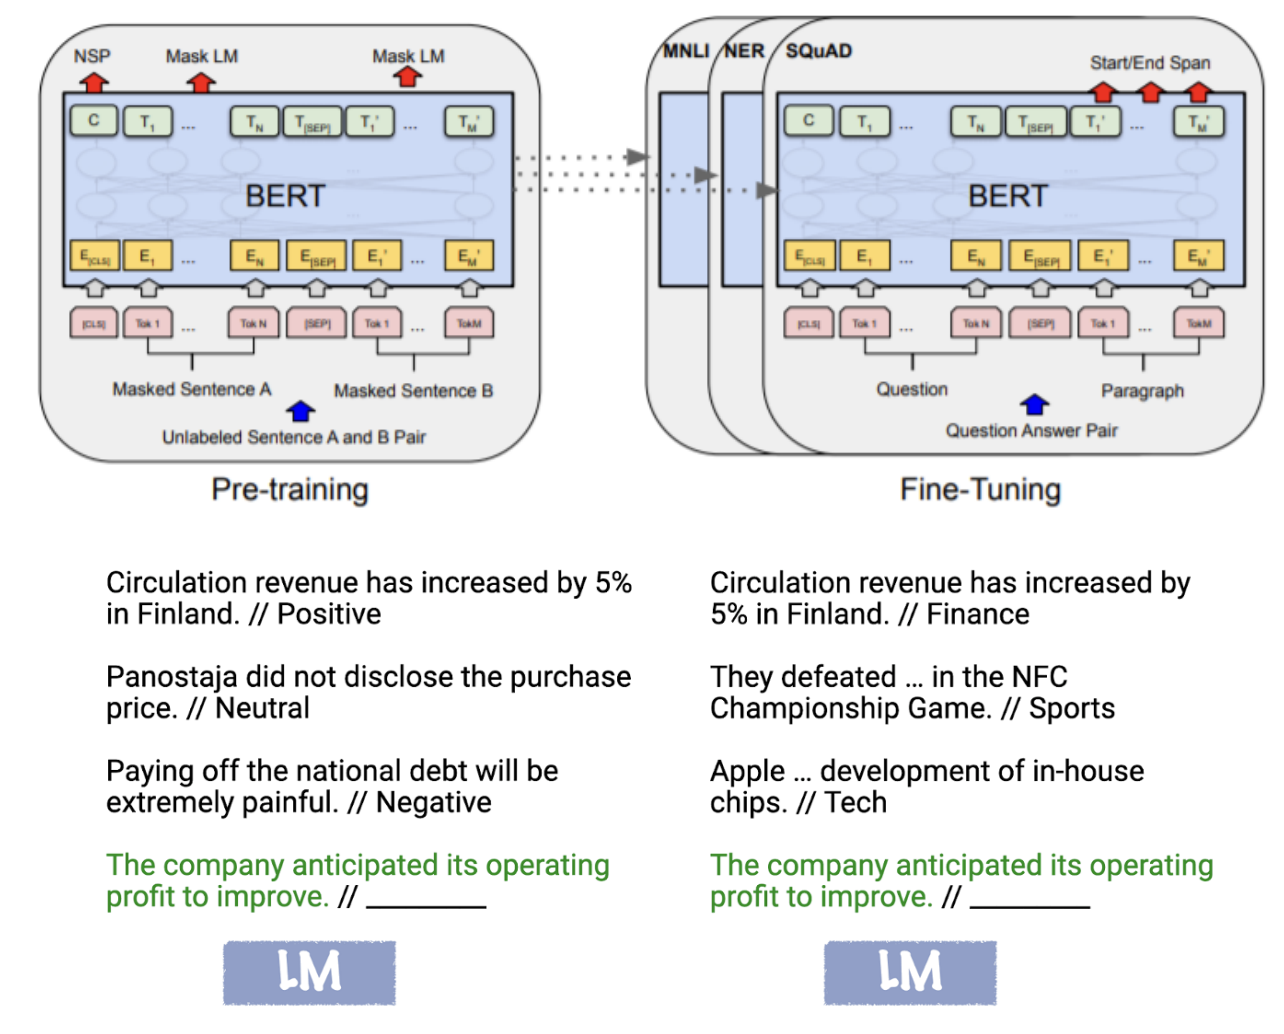 NSP Mask LM Mask LM
C T1 ... TN T[SEP] T1' ... TM'
BERT
E[CLS] E1 ... EN E[SEP] E1' ... EM'
[CLS] Tok 1 ... Tok N [SEP] Tok 1 ... TokM
Masked Sentence A Masked Sentence B
Unlabeled Sentence A and B Pair
Pre-training
MNLI NER SQuAD
Start/End Span
C T1 ... TN T[SEP] T1' ... TM'
BERT
E[CLS] E1 ... EN E[SEP] E1' ... EM'
[CLS] Tok 1 ... Tok N [SEP] Tok 1 ... TokM
Question Paragraph
Question Answer Pair
Fine-Tuning
Circulation revenue has increased by 5%
in Finland. // Positive
Panostaja did not disclose the purchase
price. // Neutral
Paying off the national debt will be
extremely painful. // Negative
The company anticipated its operating
profit to improve. // ________
LM
Circulation revenue has increased by
5% in Finland. // Finance
They defeated ... in the NFC
Championship Game. // Sports
Apple ... development of in-house
chips. // Tech
The company anticipated its operating
profit to improve. // ________
LM